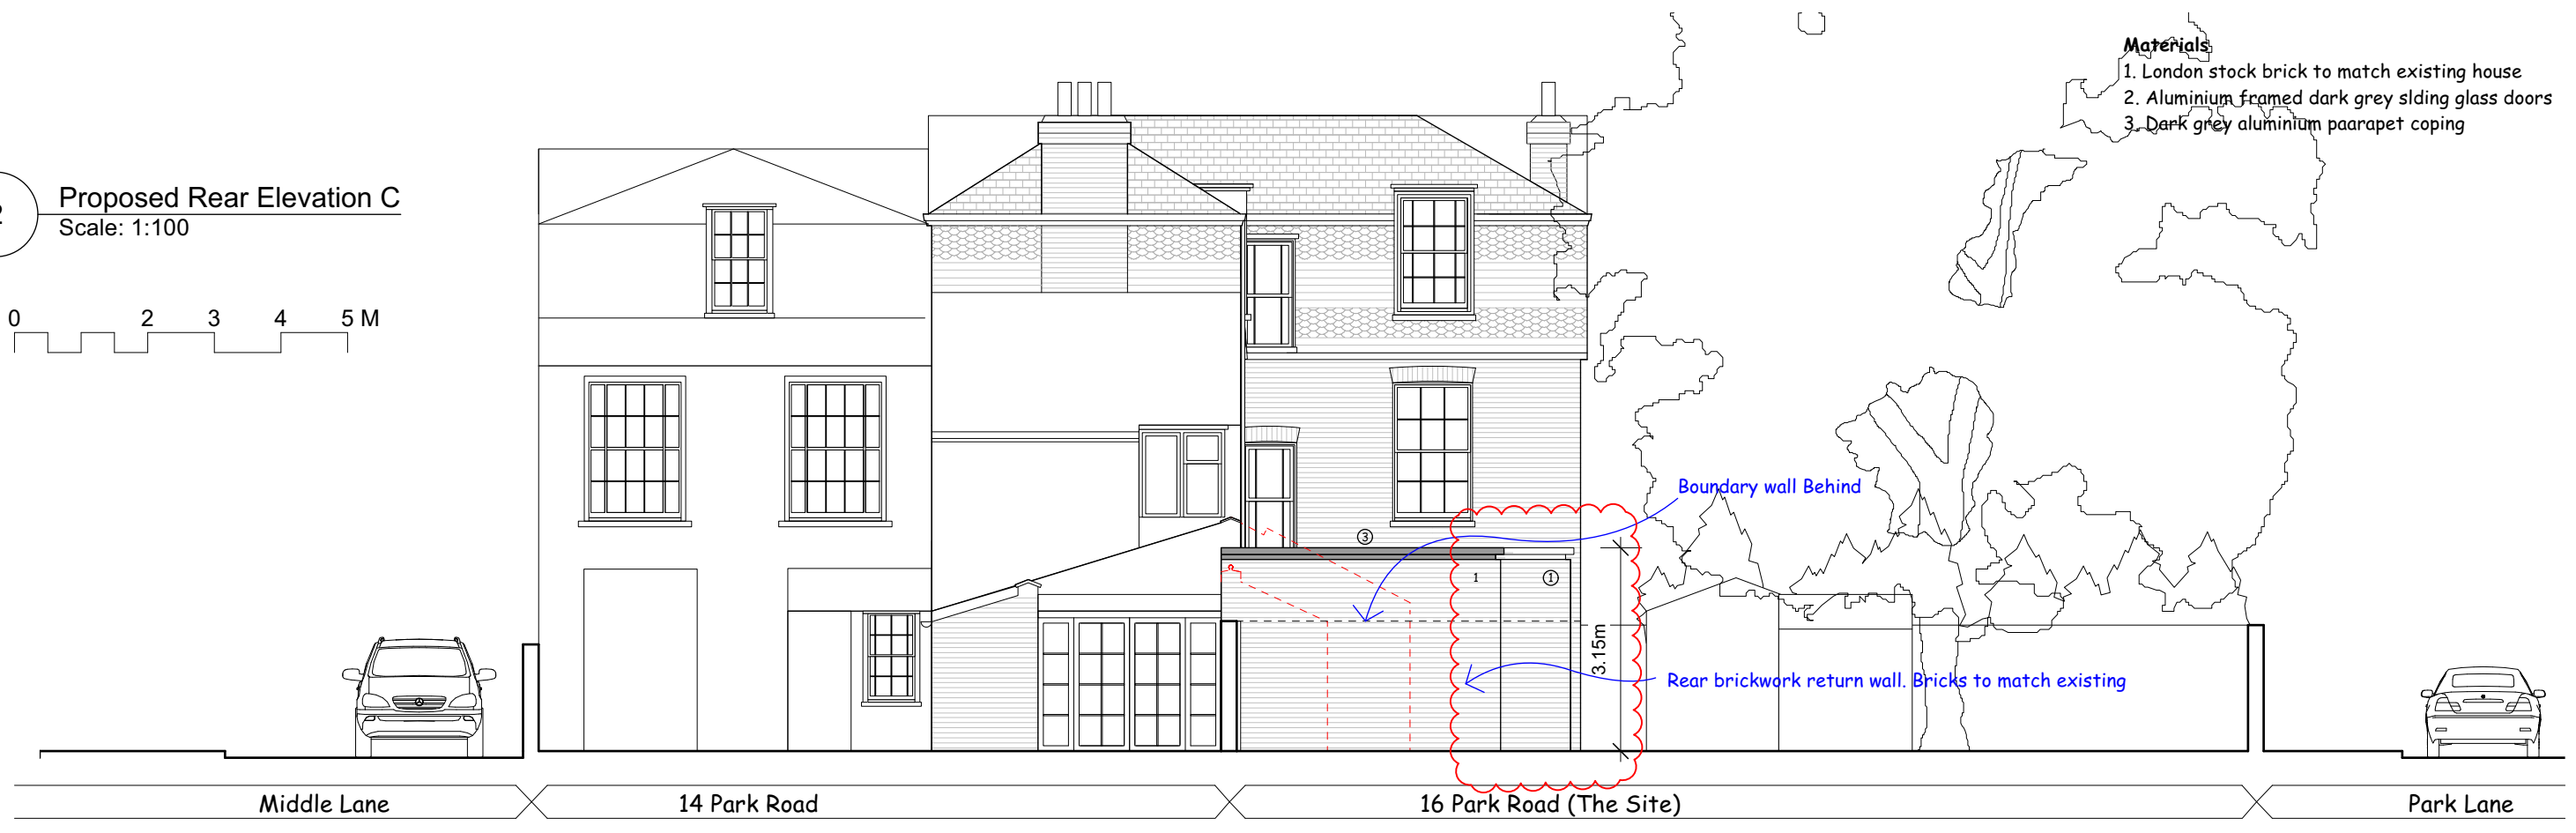 2
Proposed Rear Elevation C
Scale: 1:100
0 2 3 4 5 M
Materials
1. London stock brick to match existing house
2. Aluminium framed dark grey slding glass doors
3. Dark grey aluminium paarapet coping
Boundary wall Behind
3
1 1
3.15m
Rear brickwork return wall. Bricks to match existing
Middle Lane 14 Park Road 16 Park Road (The Site) Park Lane